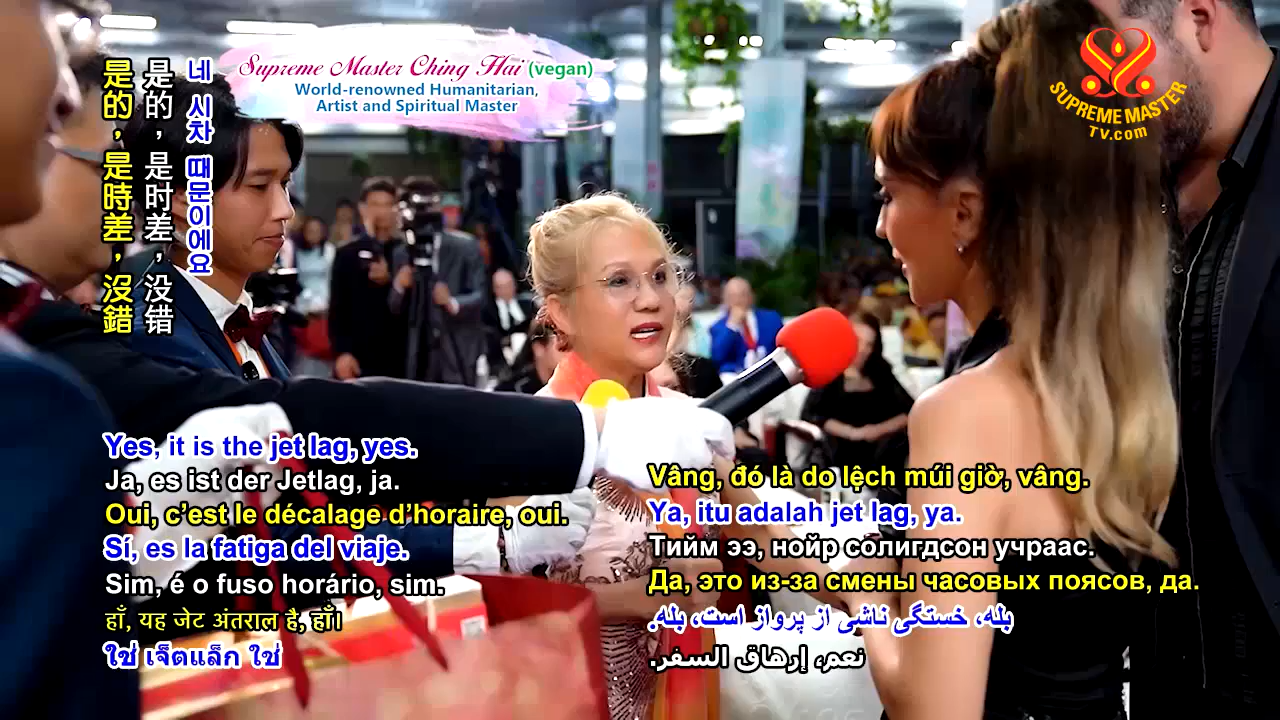 Supreme Master Ching Hai (vegan)
World-renowned Humanitarian,
Artist and Spiritual Master
SUPREME MASTER
TV.com
是的，是時差，沒錯
是的，是时差，没错
네 시차 때문이에요
Yes, it is the jet lag, yes.
Ja, es ist der Jetlag, ja.
Oui, c'est le décalage d'horaire, oui.
Sí, es la fatiga del viaje.
Sim, é o fuso horário, sim.
हाँ, यह जेट अंतराल है, हाँ।
ใช่ เจ็ตแล็ก ใช่
Vâng, đó là do lệch múi giờ, vâng.
Ya, itu adalah jet lag, ya.
Тийм ээ, нойр солигдсон учраас.
Да, это из-за смены часовых поясов, да.
بله، خستگی ناشی از پرواز است، بله.
نعم، إرهاق السفر.